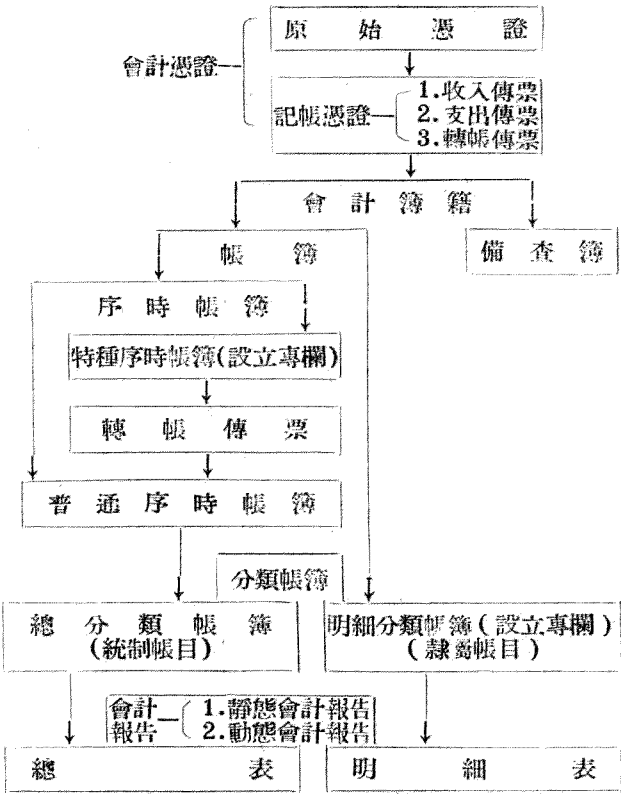 原始憑證
會計憑證
記帳憑證
1.收入傳票
2.支出傳票
3.轉帳傳票
會計簿籍
帳簿
備查簿
序時帳簿
特種序時帳簿(設立專欄)
轉帳傳票
普通序時帳簿
分類帳簿
總分類帳簿
(統制帳目)
明細分類帳簿(設立專欄)
(隸屬帳目)
會計
報告
1.靜態會計報告
2.動態會計報告
總表
明細表